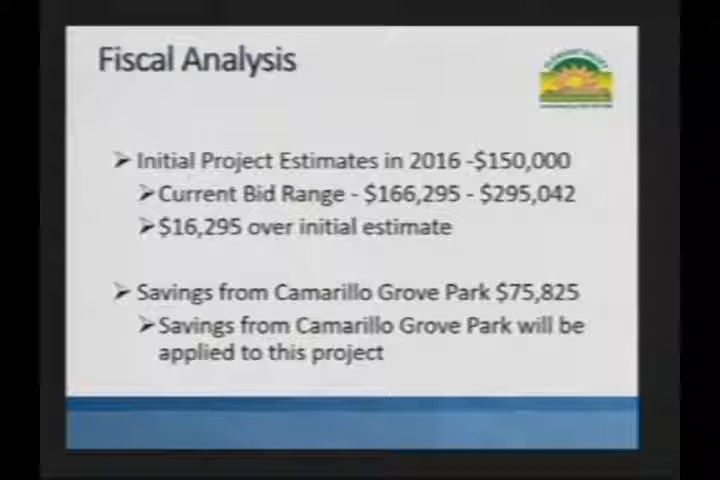 Fiscal Analysis
➢ Initial Project Estimates in 2016 -$150,000
➢ Current Bid Range - $166,295 - $295,042
➢ $16,295 over initial estimate
➢ Savings from Camarillo Grove Park $75,825
➢ Savings from Camarillo Grove Park will be
applied to this project